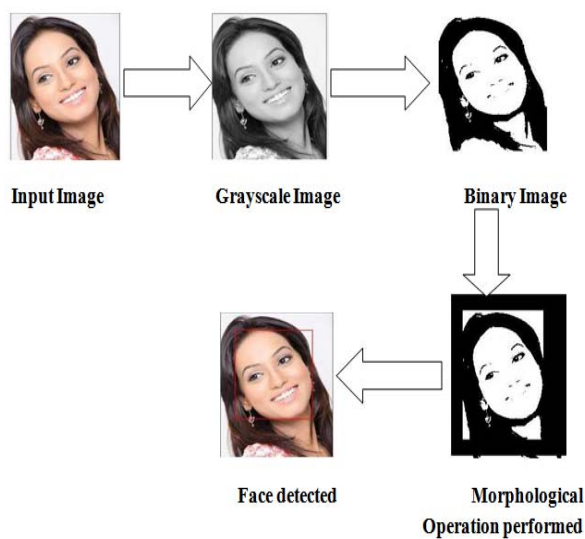 Input Image
Grayscale Image
Binary Image
Face detected
Morphological
Operation performed